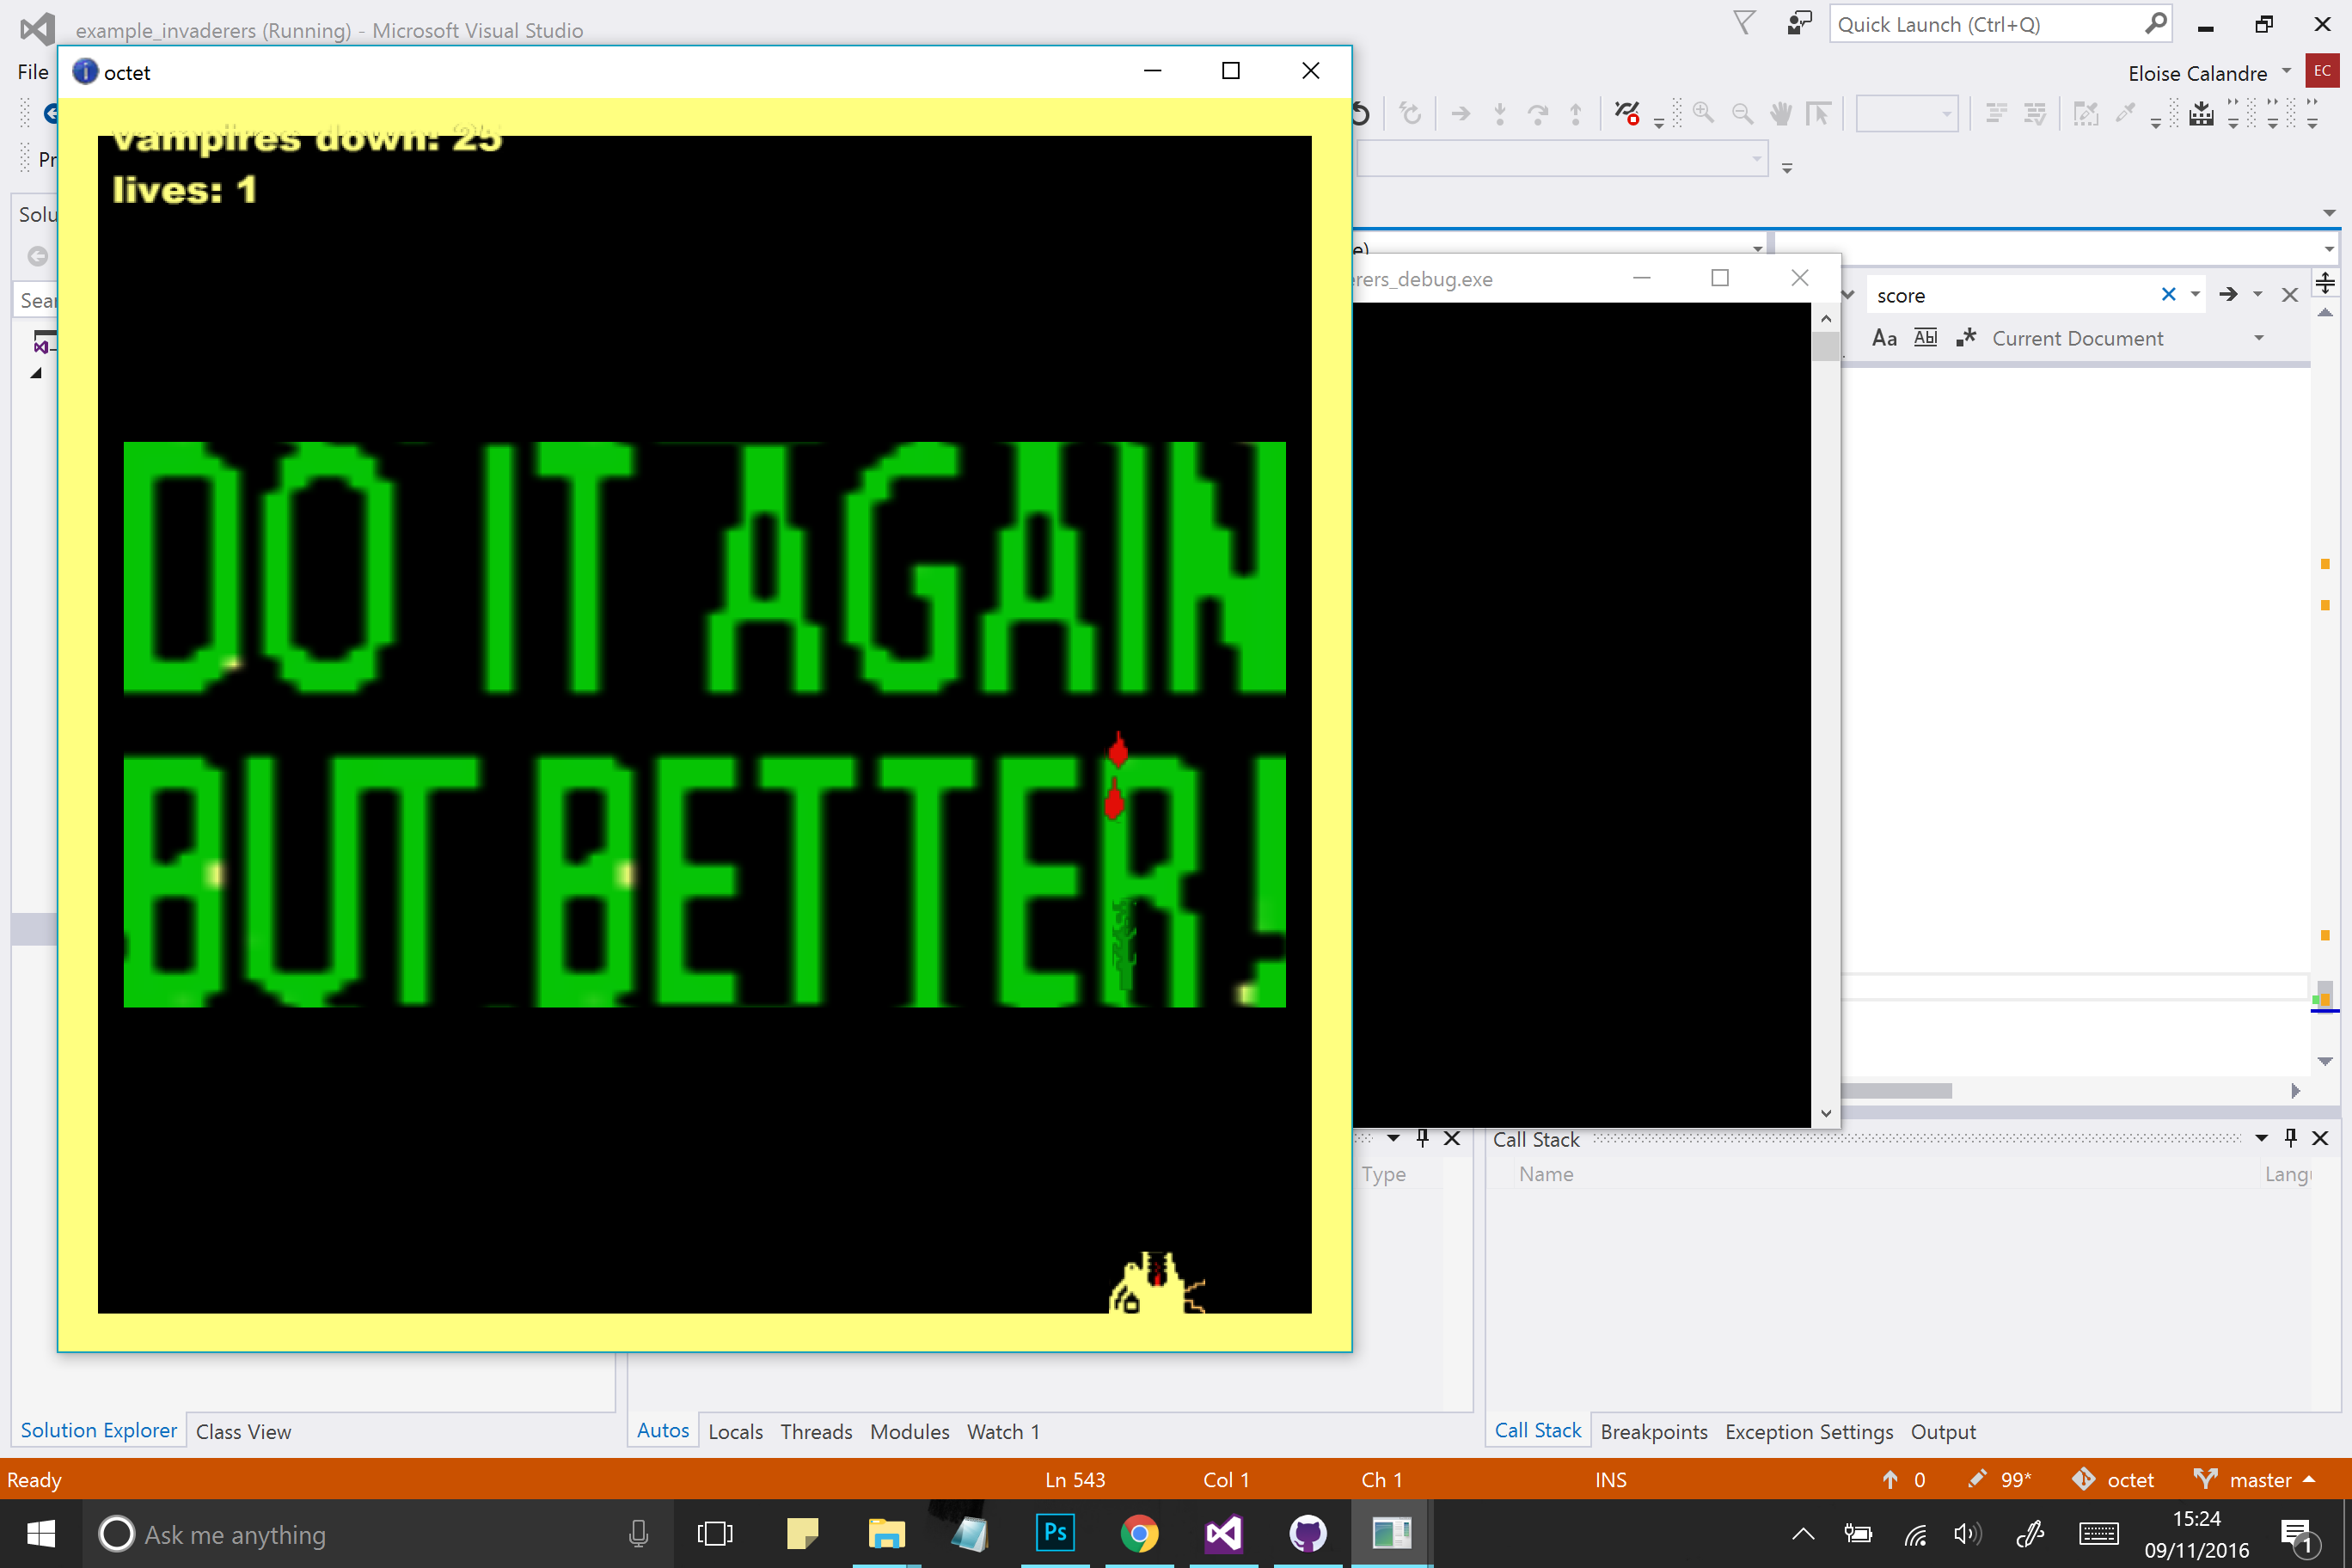 example_invaderers (Running) - Microsoft Visual Studio
Quick Launch (Ctrl+Q)
File
octet
Eloise Calandre
EC
vampires down: 25
lives: 1
Pr
Solu
e)
erers_debug.exe
score
Sear
Aa
Abl
Current Document
DO IT AGAIN
BUT BETTER!
Call Stack
Type
Name
Langu
Solution Explorer
Class View
Autos
Locals
Threads
Modules
Watch 1
Call Stack
Breakpoints
Exception Settings
Output
Ready
Ln 543
Col 1
Ch 1
INS
0
99*
octet
master
Ask me anything
Ps
15:24
09/11/2016
1